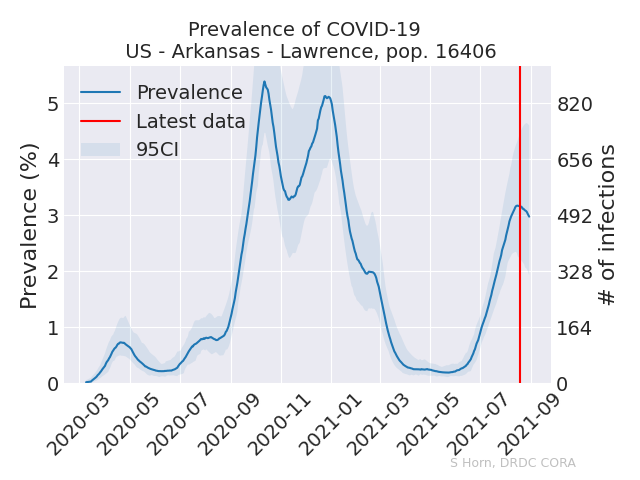 Prevalence of COVID-19
US - Arkansas - Lawrence, pop. 16406
Prevalence
Latest data
95CI
Prevalence (%)
5
4
3
2
1
0
820
656
492
328
164
0
# of infections
2020-03
2020-05
2020-07
2020-09
2020-11
2021-01
2021-03
2021-05
2021-07
2021-09
S Horn, DRDC CORA